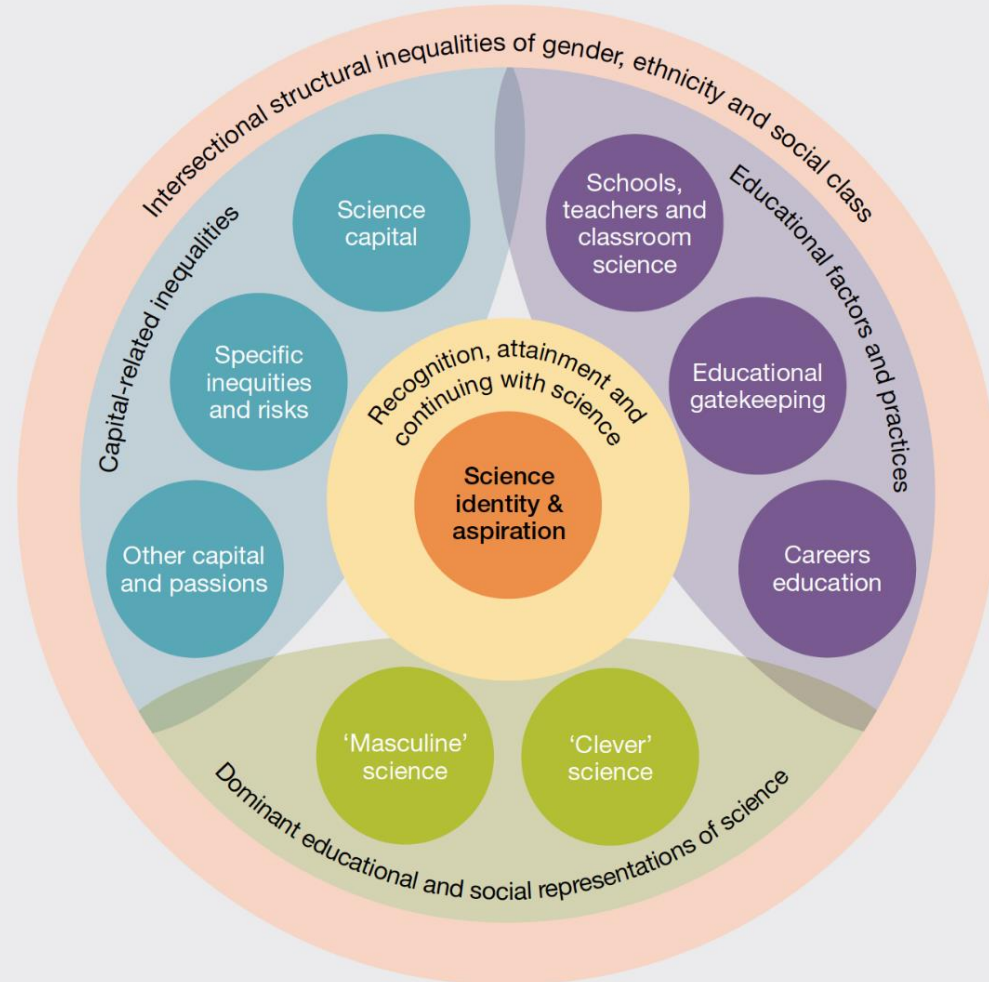 Intersectional structural inequalities of gender, ethnicity and social class
Capital-related inequalities
Science
capital
Specific
inequities
and risks
Other capital
and passions
Educational factors and practices
Schools,
teachers and
classroom
science
Educational
gatekeeping
Careers
education
Recognition, attainment and
continuing with science
Science
identity &
aspiration
'Masculine'
science
'Clever'
science
Dominant educational and social representations of science